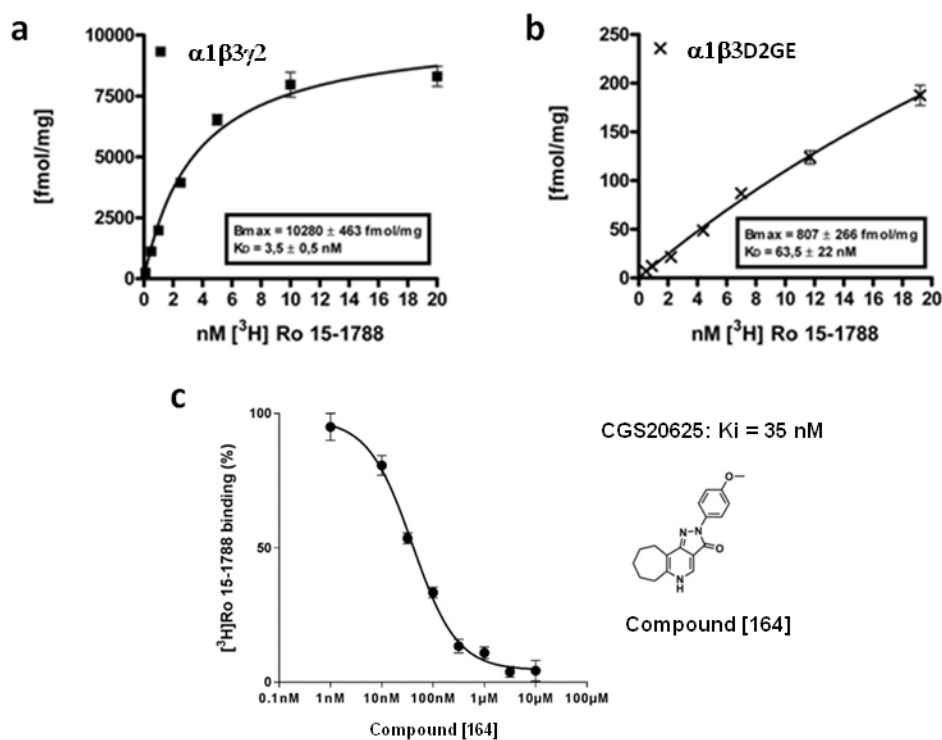 a
α1β3γ2
10000
7500
5000
2500
0
[fmol/mg]
Bmax = 10280 ± 463 fmol/mg
KD = 3,5 ± 0,5 nM
0 2 4 6 8 10 12 14 16 18 20
nM [³H] Ro 15-1788
b
α1β3D2GE
250
200
150
100
50
0
[fmol/mg]
Bmax = 807 ± 266 fmol/mg
KD = 63,5 ± 22 nM
0 2 4 6 8 10 12 14 16 18 20
nM [³H] Ro 15-1788
c
100
50
0
[³H]Ro 15-1788 binding (%)
0.1nM 1nM 10nM 100nM 1µM 10µM 100µM
Compound [164]
CGS20625: Ki = 35 nM
O
N
N
O
N
H
Compound [164]